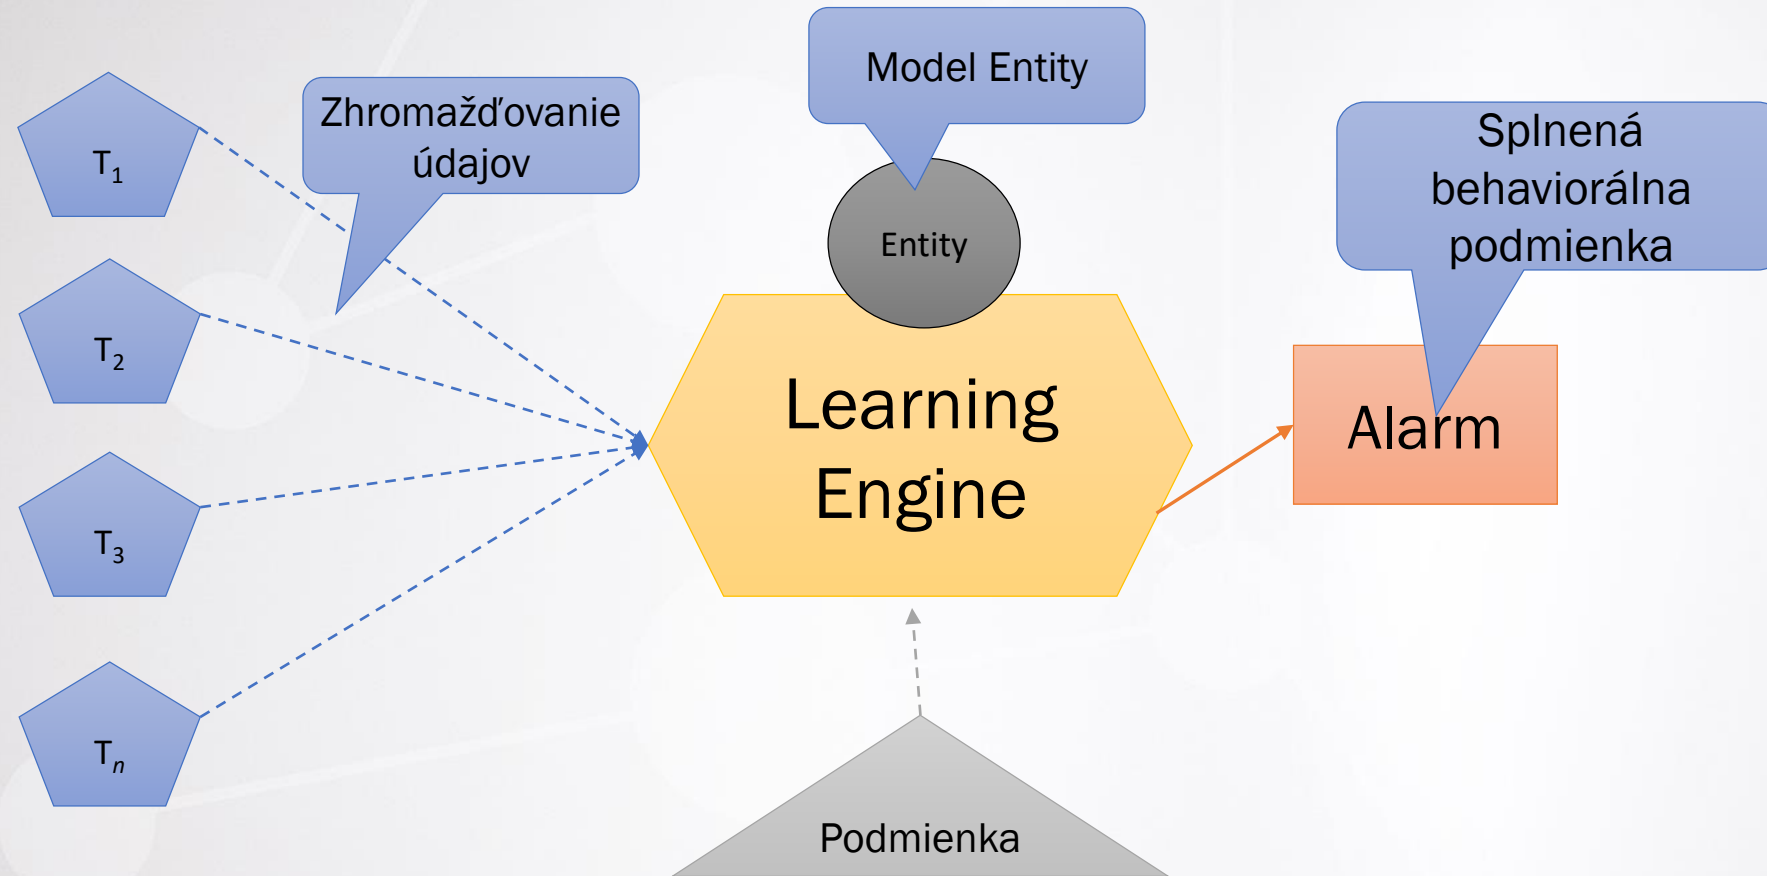 T1
T2
T3
Tn
Zhromažďovanie
údajov
Model Entity
Entity
Learning
Engine
Podmienka
Splnená
behaviorálna
podmienka
Alarm